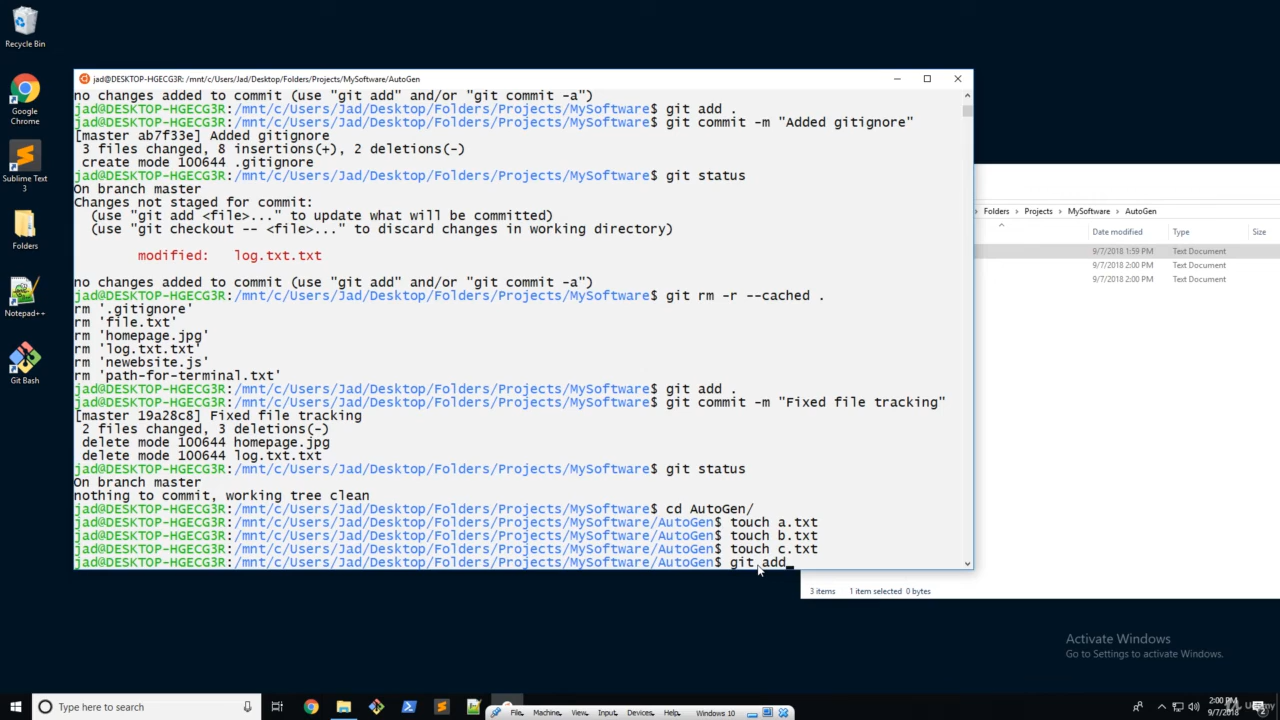 Recycle Bin
Google
Chrome
Sublime Text
3
Folders
Notepad++
Git Bash
jad@DESKTOP-HGECG3R: /mnt/c/Users/Jad/Desktop/Folders/Projects/MySoftware/AutoGen
no changes added to commit (use "git add" and/or "git commit -a")
jad@DESKTOP-HGECG3R:/mnt/c/Users/Jad/Desktop/Folders/Projects/MySoftware$ git add .
jad@DESKTOP-HGECG3R:/mnt/c/Users/Jad/Desktop/Folders/Projects/MySoftware$ git commit -m "Added gitignore"
[master ab7f33e] Added gitignore
3 files changed, 8 insertions(+), 2 deletions(-)
create mode 100644 .gitignore
jad@DESKTOP-HGECG3R:/mnt/c/Users/Jad/Desktop/Folders/Projects/MySoftware$ git status
On branch master
Changes not staged for commit:
(use "git add <file>..." to update what will be committed)
(use "git checkout -- <file>..." to discard changes in working directory)
modified: log.txt.txt
no changes added to commit (use "git add" and/or "git commit -a")
jad@DESKTOP-HGECG3R:/mnt/c/Users/Jad/Desktop/Folders/Projects/MySoftware$ git rm -r --cached .
rm '.gitignore'
rm 'file.txt'
rm 'homepage.jpg'
rm 'log.txt.txt'
rm 'newebsite.js'
rm 'path-for-terminal.txt'
jad@DESKTOP-HGECG3R:/mnt/c/Users/Jad/Desktop/Folders/Projects/MySoftware$ git add .
jad@DESKTOP-HGECG3R:/mnt/c/Users/Jad/Desktop/Folders/Projects/MySoftware$ git commit -m "Fixed file tracking"
[master 19a28c8] Fixed file tracking
2 files changed, 3 deletions(-)
delete mode 100644 homepage.jpg
delete mode 100644 log.txt.txt
jad@DESKTOP-HGECG3R:/mnt/c/Users/Jad/Desktop/Folders/Projects/MySoftware$ git status
On branch master
nothing to commit, working tree clean
jad@DESKTOP-HGECG3R:/mnt/c/Users/Jad/Desktop/Folders/Projects/MySoftware$ cd AutoGen/
jad@DESKTOP-HGECG3R:/mnt/c/Users/Jad/Desktop/Folders/Projects/MySoftware/AutoGen$ touch a.txt
jad@DESKTOP-HGECG3R:/mnt/c/Users/Jad/Desktop/Folders/Projects/MySoftware/AutoGen$ touch b.txt
jad@DESKTOP-HGECG3R:/mnt/c/Users/Jad/Desktop/Folders/Projects/MySoftware/AutoGen$ touch c.txt
jad@DESKTOP-HGECG3R:/mnt/c/Users/Jad/Desktop/Folders/Projects/MySoftware/AutoGen$ git add
Folders > Projects > MySoftware > AutoGen
Date modified Type Size
9/7/2018 1:59 PM Text Document
9/7/2018 2:00 PM Text Document
9/7/2018 2:00 PM Text Document
3 items 1 item selected 0 bytes
Activate Windows
Go to Settings to activate Windows.
Type here to search
File Machine View Input Devices Help Windows 10
2:00 PM
9/7/2018